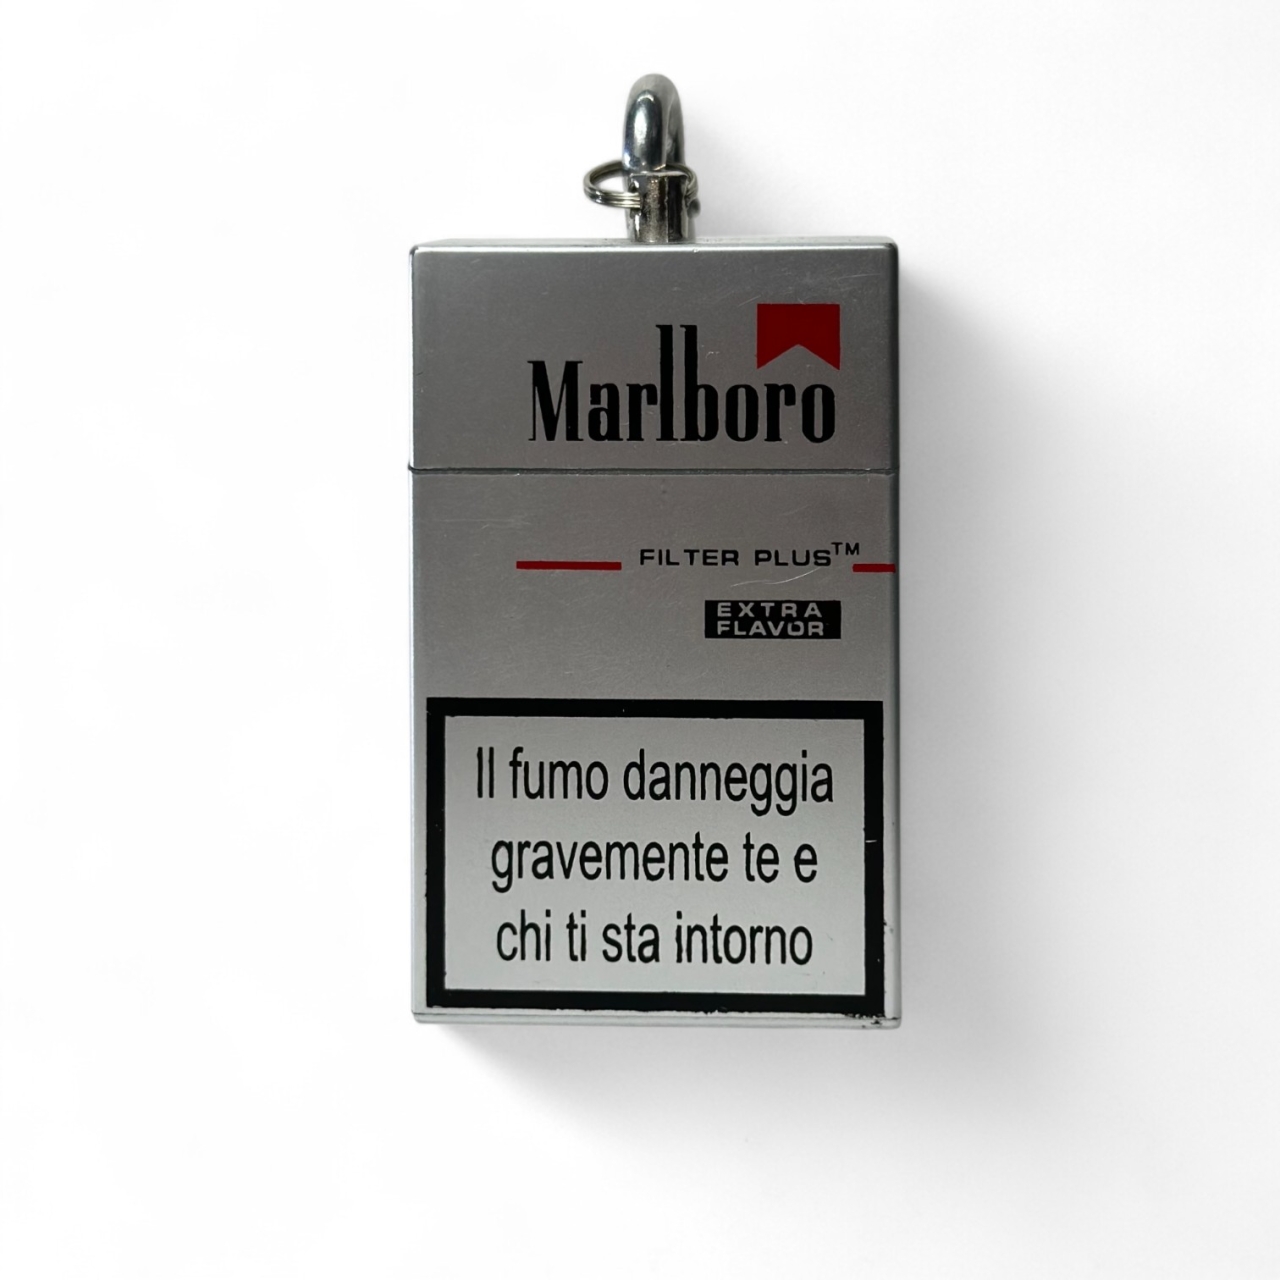 Marlboro
FILTER PLUS™
EXTRA
FLAVOR
Il fumo danneggia
gravemente te e
chi ti sta intorno